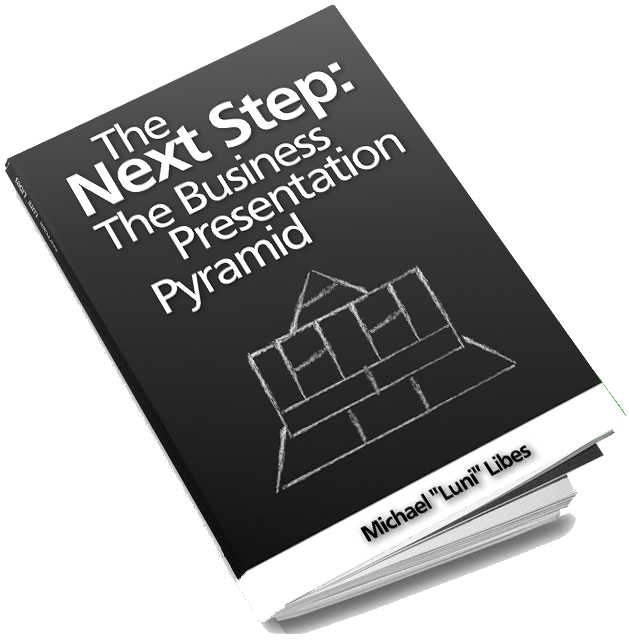 The
Next Step:
The Business
Presentation
Pyramid
Michael "Luni" Libes